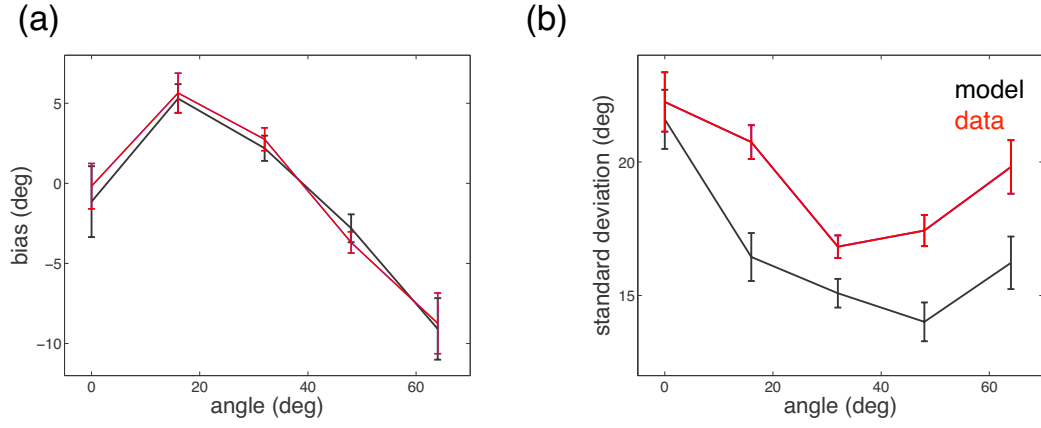 (a)
5
0
−5
−10
bias (deg)
0
20
40
60
angle (deg)
(b)
model
data
20
15
standard deviation (deg)
0
20
40
60
angle (deg)